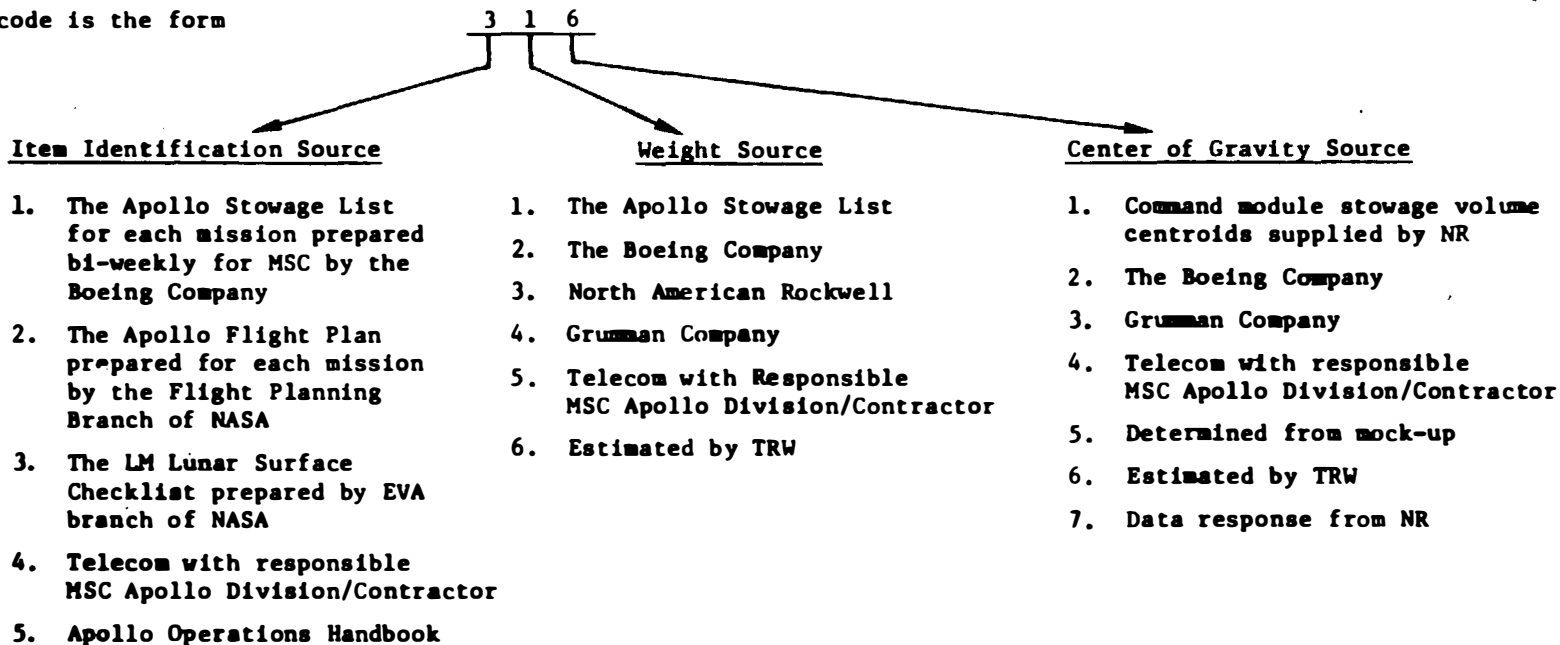 code is the form
3 1 6
Item Identification Source
1. The Apollo Stowage List
for each mission prepared
bi-weekly for MSC by the
Boeing Company
2. The Apollo Flight Plan
prepared for each mission
by the Flight Planning
Branch of NASA
3. The LM Lunar Surface
Checklist prepared by EVA
branch of NASA
4. Telecom with responsible
MSC Apollo Division/Contractor
5. Apollo Operations Handbook
Weight Source
1. The Apollo Stowage List
2. The Boeing Company
3. North American Rockwell
4. Grumman Company
5. Telecom with Responsible
MSC Apollo Division/Contractor
6. Estimated by TRW
Center of Gravity Source
1. Command module stowage volume
centroids supplied by NR
2. The Boeing Company
3. Grumman Company
4. Telecom with responsible
MSC Apollo Division/Contractor
5. Determined from mock-up
6. Estimated by TRW
7. Data response from NR